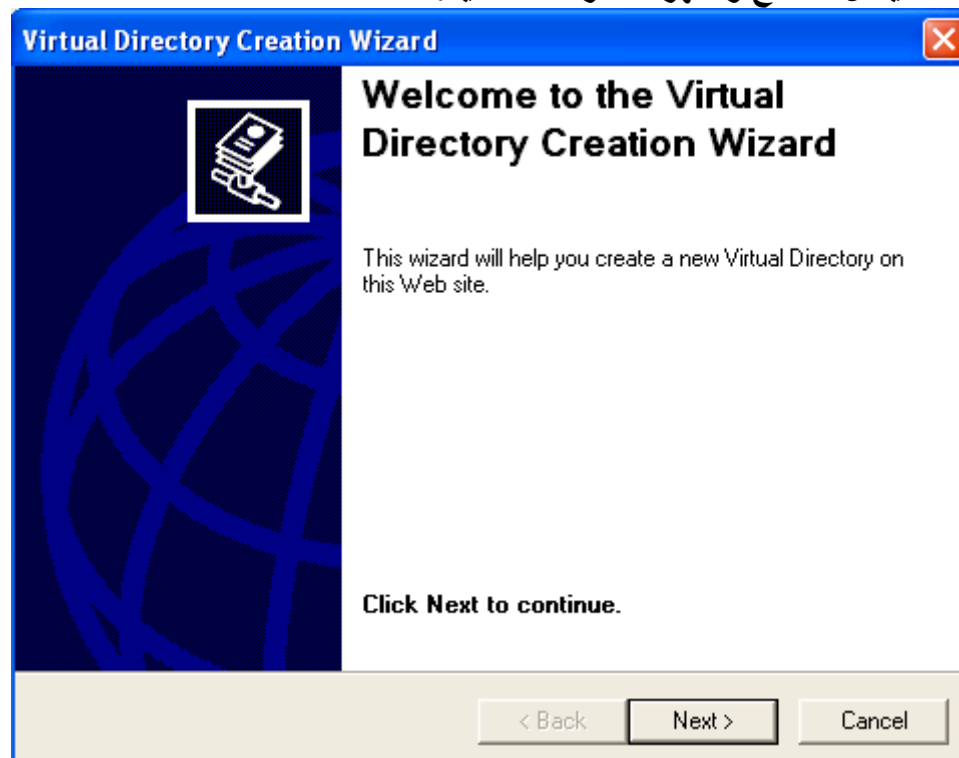 Virtual Directory Creation Wizard
Welcome to the Virtual
Directory Creation Wizard
This wizard will help you create a new Virtual Directory on
this Web site.
Click Next to continue.
< Back
Next >
Cancel